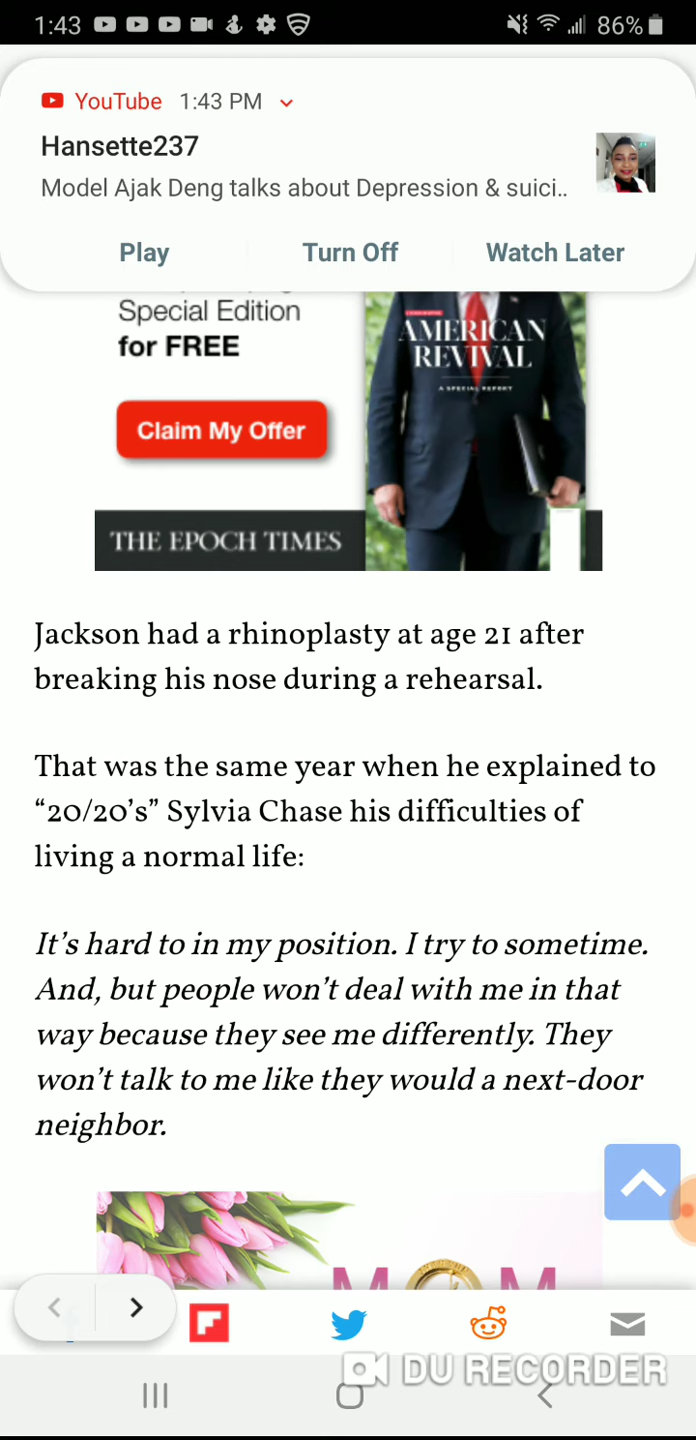 1:43 86%
YouTube 1:43 PM
Hansette237
Model Ajak Deng talks about Depression & suici..
Play Turn Off Watch Later
Special Edition
for FREE
AMERICAN
REVIVAL
A SPECIAL REPORT
Claim My Offer
THE EPOCH TIMES
Jackson had a rhinoplasty at age 21 after
breaking his nose during a rehearsal.
That was the same year when he explained to
“20/20’s” Sylvia Chase his difficulties of
living a normal life:
It’s hard to in my position. I try to sometime.
And, but people won’t deal with me in that
way because they see me differently. They
won’t talk to me like they would a next-door
neighbor.
MOM
DU RECORDER